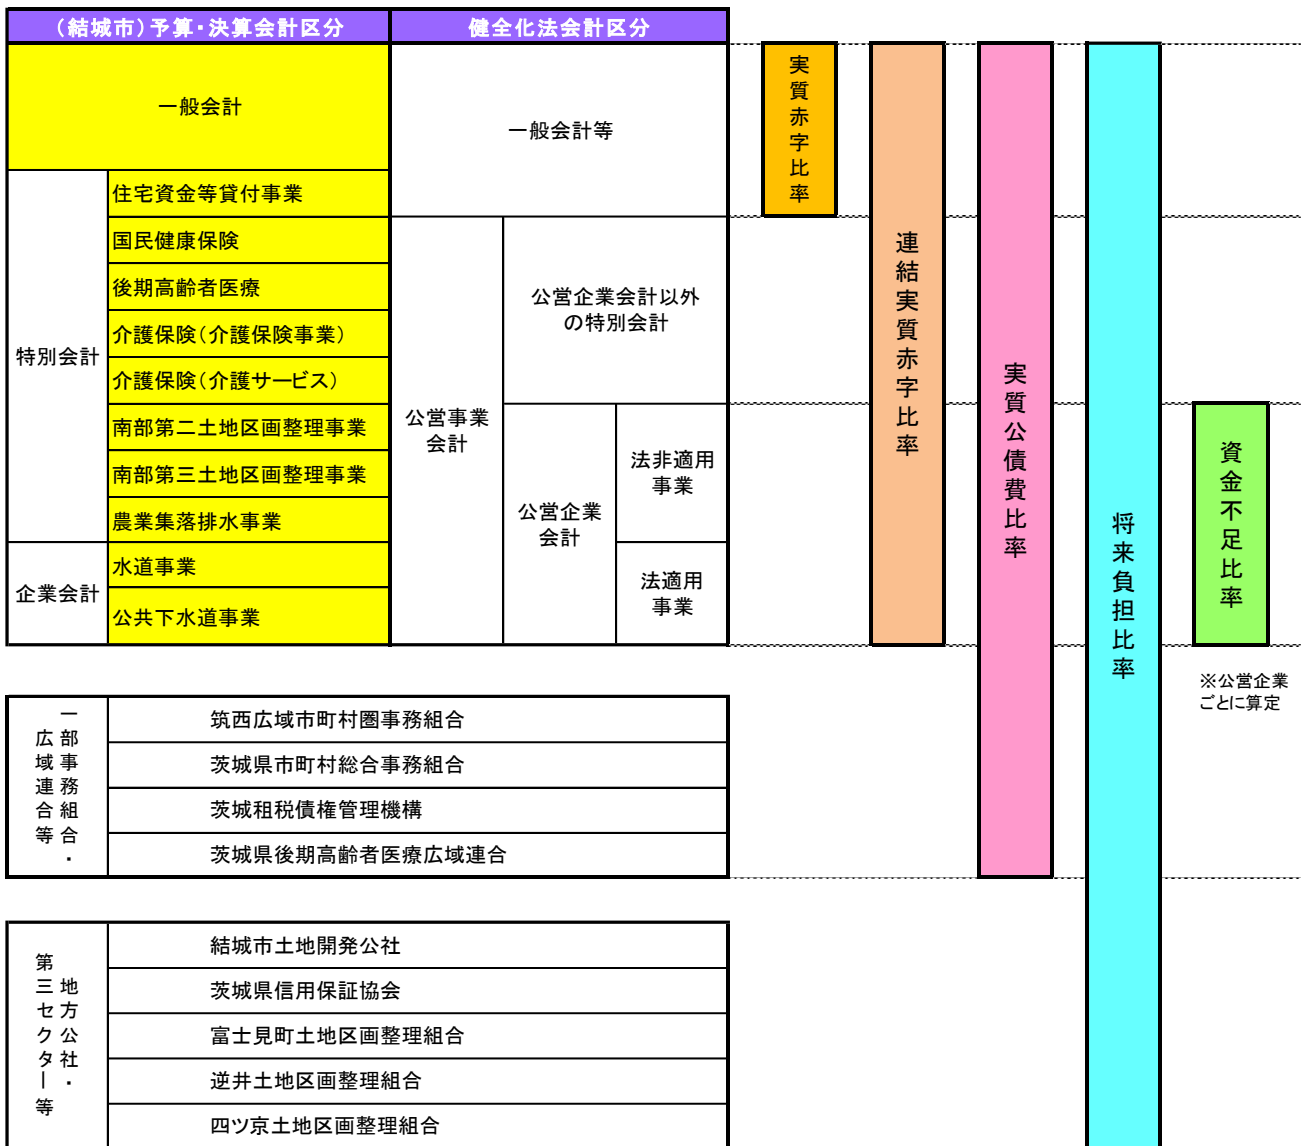 （結城市）予算・決算会計区分
健全化法会計区分
一般会計
一般会計等
特別会計
住宅資金等貸付事業
国民健康保険
後期高齢者医療
介護保険（介護保険事業）
介護保険（介護サービス）
南部第二土地区画整理事業
南部第三土地区画整理事業
農業集落排水事業
企業会計
水道事業
公共下水道事業
公営事業
会計
公営企業会計以外
の特別会計
公営企業
会計
法非適用
事業
法適用
事業
実質赤字比率
連結実質赤字比率
実質公債費比率
将来負担比率
資金不足比率
※公営企業
ごとに算定
一部事務組合・
広域連合等
筑西広域市町村圏事務組合
茨城県市町村総合事務組合
茨城租税債権管理機構
茨城県後期高齢者医療広域連合
地方公社・
第三セクター等
結城市土地開発公社
茨城県信用保証協会
富士見町土地区画整理組合
逆井土地区画整理組合
四ツ京土地区画整理組合